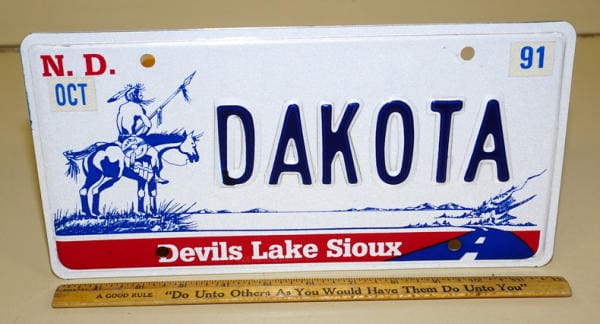 N. D.
OCT
91
DAKOTA
Devils Lake Sioux
A GOOD RULE "Do Unto Others As You Would Have Them Do Unto You"